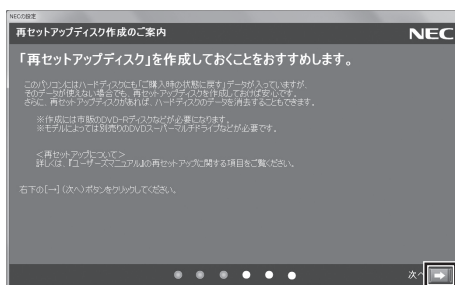 NECの設定
再セットアップディスク作成のご案内
NEC
「再セットアップディスク」を作成しておくことをおすすめします。
このパソコンにはハードディスクにも「ご購入時の状態に戻す」データが入っていますが、
そのデータが使えない場合でも、再セットアップディスクを作成しておけば安心です。
さらに、再セットアップディスクがあれば、ハードディスクのデータを消去することもできます。
※作成には市販のDVD-Rディスクなどが必要になります。
※モデルによっては別売りのDVDスーパーマルチドライブなどが必要です。
＜再セットアップについて＞
詳しくは、『ユーザーズマニュアル』の再セットアップに関する項目をご覧ください。
右下の[→](次へ)ボタンをクリックしてください。
次へ